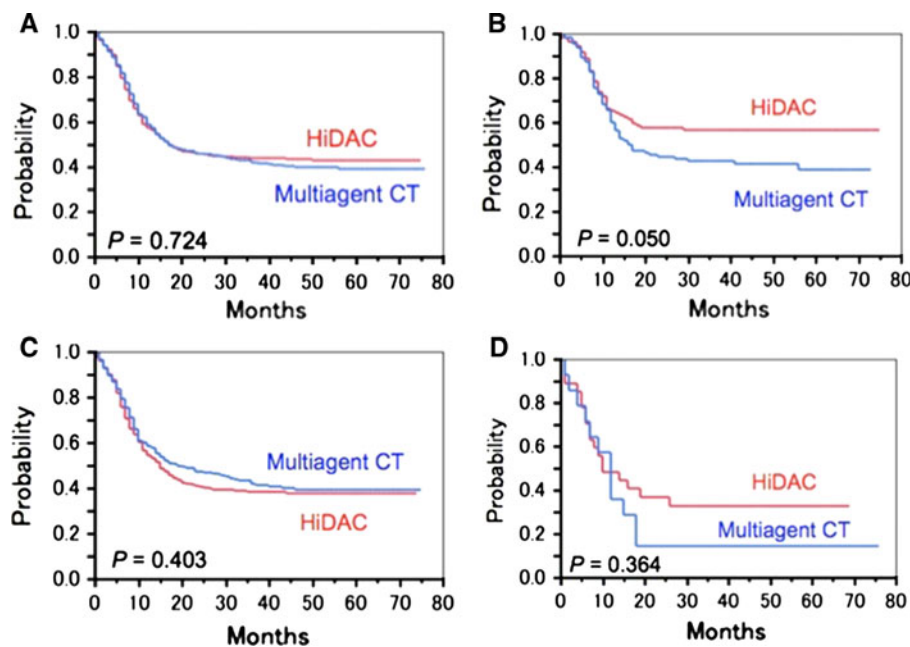 A
Probability
1.0
0.8
0.6
0.4
0.2
0.0
HiDAC
Multiagent CT
P = 0.724
0 10 20 30 40 50 60 70 80
Months
B
Probability
1.0
0.8
0.6
0.4
0.2
0.0
HiDAC
Multiagent CT
P = 0.050
0 10 20 30 40 50 60 70 80
Months
C
Probability
1.0
0.8
0.6
0.4
0.2
0.0
Multiagent CT
HiDAC
P = 0.403
0 10 20 30 40 50 60 70 80
Months
D
Probability
1.0
0.8
0.6
0.4
0.2
0.0
HiDAC
Multiagent CT
P = 0.364
0 10 20 30 40 50 60 70 80
Months